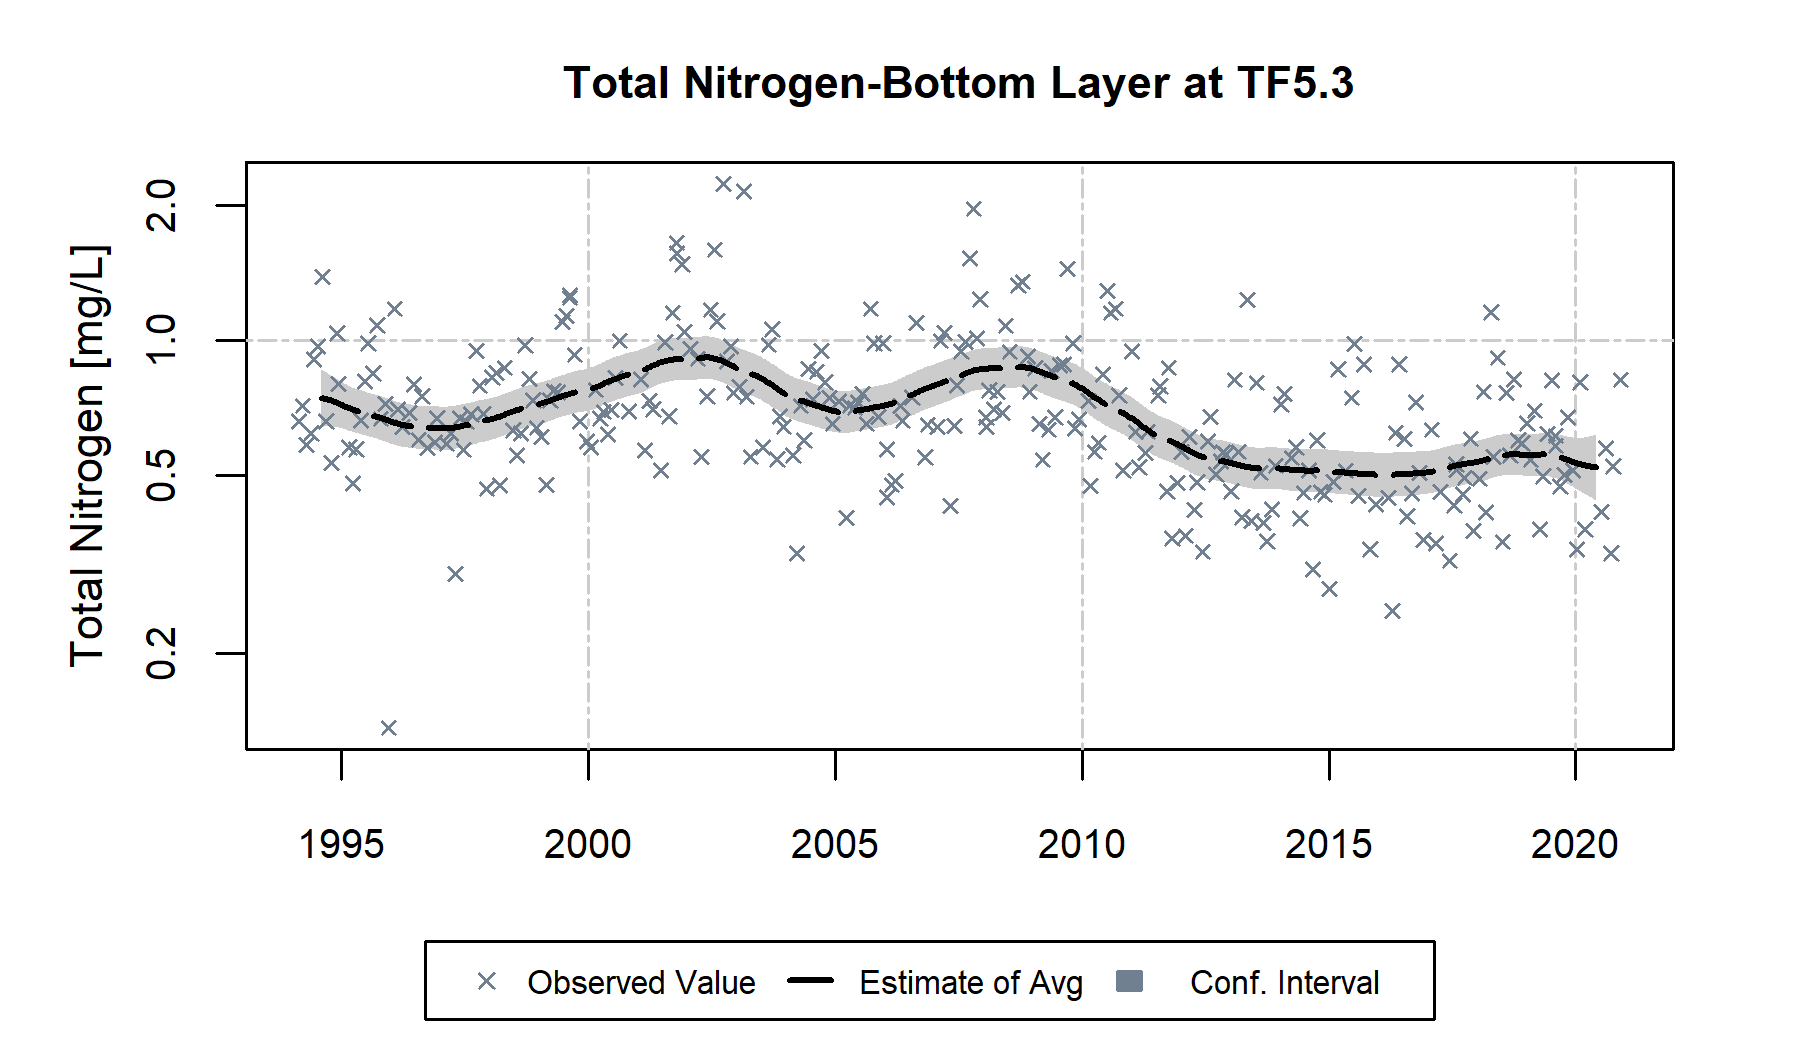 Total Nitrogen-Bottom Layer at TF5.3
Total Nitrogen [mg/L]
2.0
1.0
0.5
0.2
1995 2000 2005 2010 2015 2020
Observed Value Estimate of Avg Conf. Interval